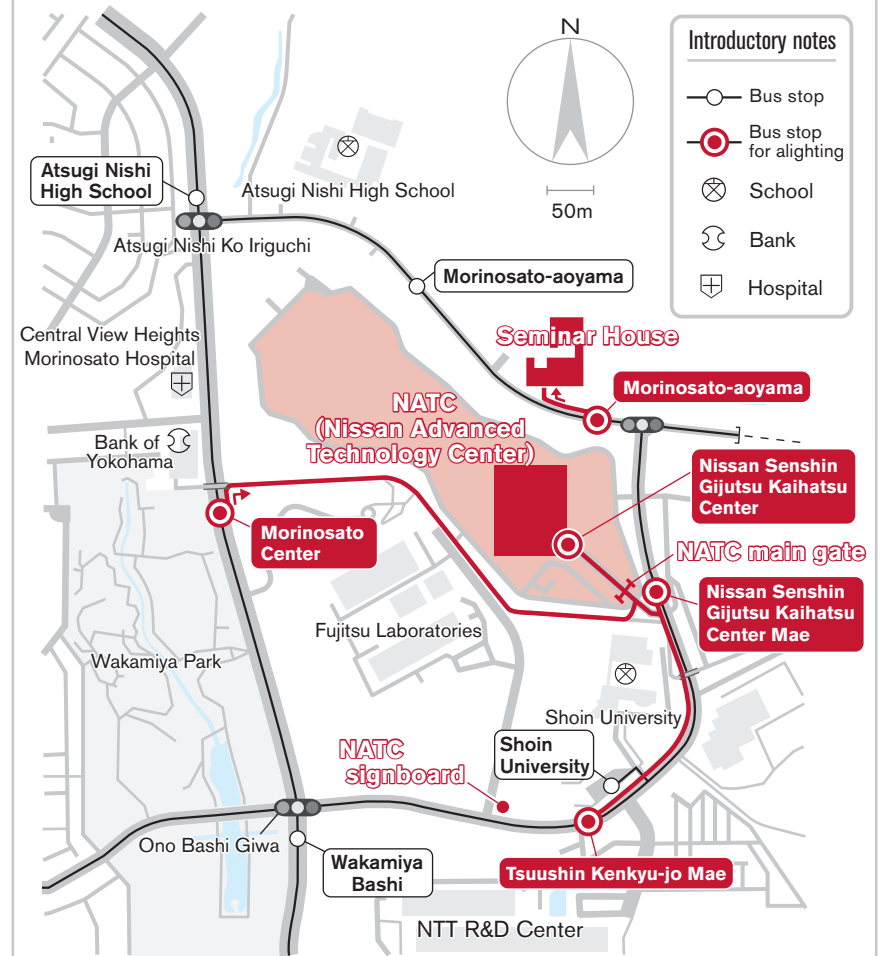 N
50m
Introductory notes
Bus stop
Bus stop
for alighting
School
Bank
Hospital
Atsugi Nishi
High School
Atsugi Nishi High School
Atsugi Nishi Ko Iriguchi
Morinosato-aoyama
Central View Heights
Morinosato Hospital
Seminar House
Morinosato-aoyama
NATC
(Nissan Advanced
Technology Center)
Bank of
Yokohama
Nissan Senshin
Gijutsu Kaihatsu
Center
Morinosato
Center
NATC main gate
Nissan Senshin
Gijutsu Kaihatsu
Center Mae
Fujitsu Laboratories
Wakamiya Park
Shoin University
NATC
signboard
Shoin
University
Ono Bashi Giwa
Wakamiya
Bashi
Tsuushin Kenkyu-jo Mae
NTT R&D Center